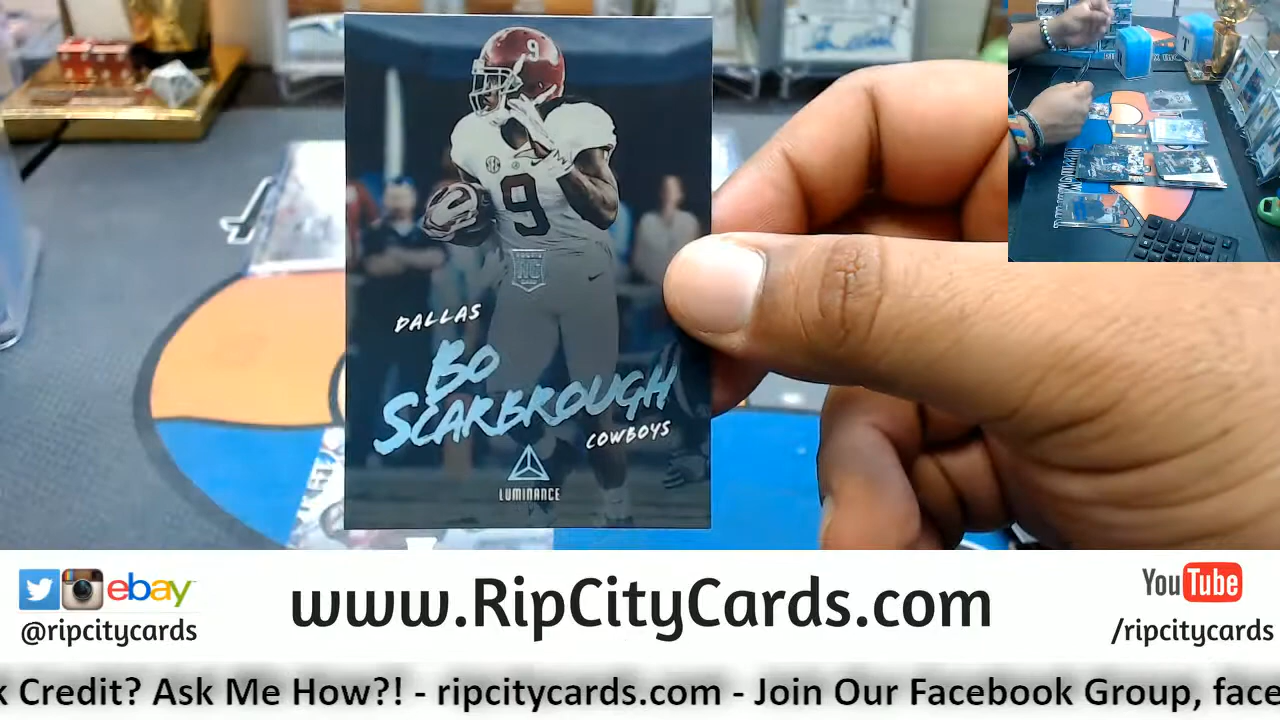 9
9
SEC
RC
DALLAS
BO
SCARBROUGH
COWBOYS
LUMINANCE
ebay
@ripcitycards
www.RipCityCards.com
YouTube
/ripcitycards
k Credit? Ask Me How?! - ripcitycards.com - Join Our Facebook Group, face